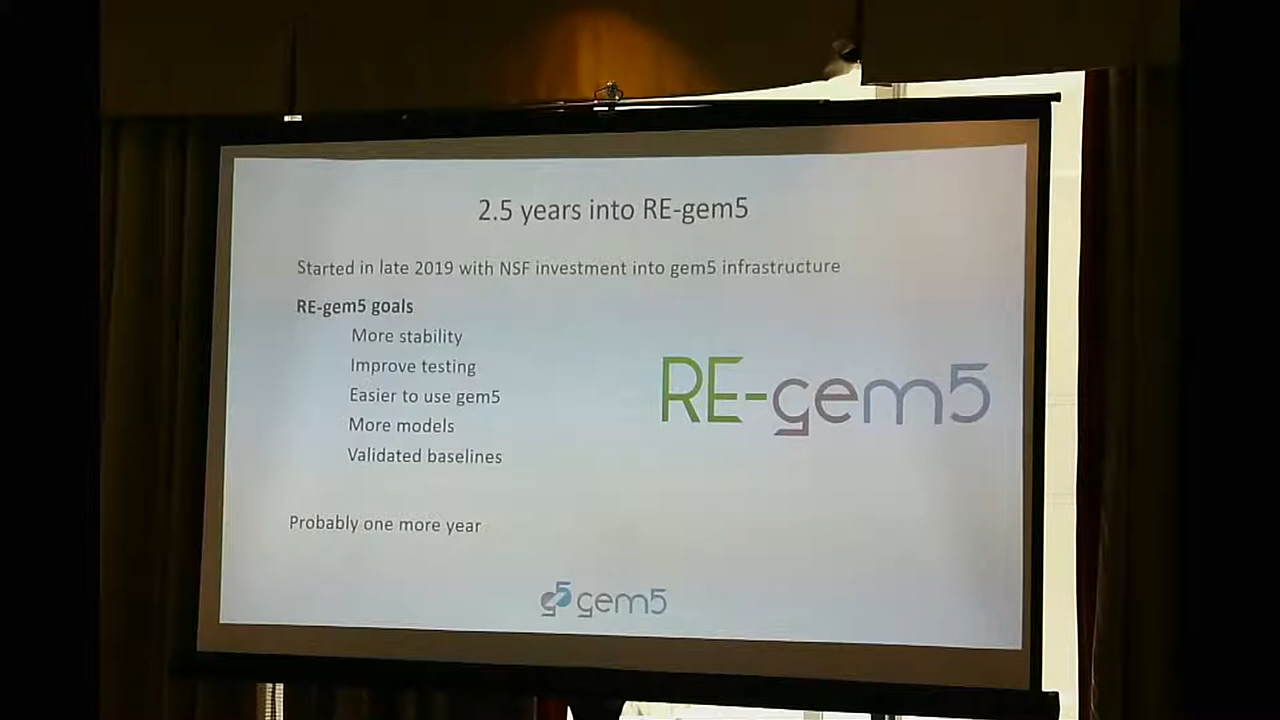 2.5 years into RE-gem5
Started in late 2019 with NSF investment into gem5 infrastructure
RE-gem5 goals
More stability
Improve testing
Easier to use gem5
More models
Validated baselines
RE-gem5
Probably one more year
g5 gem5